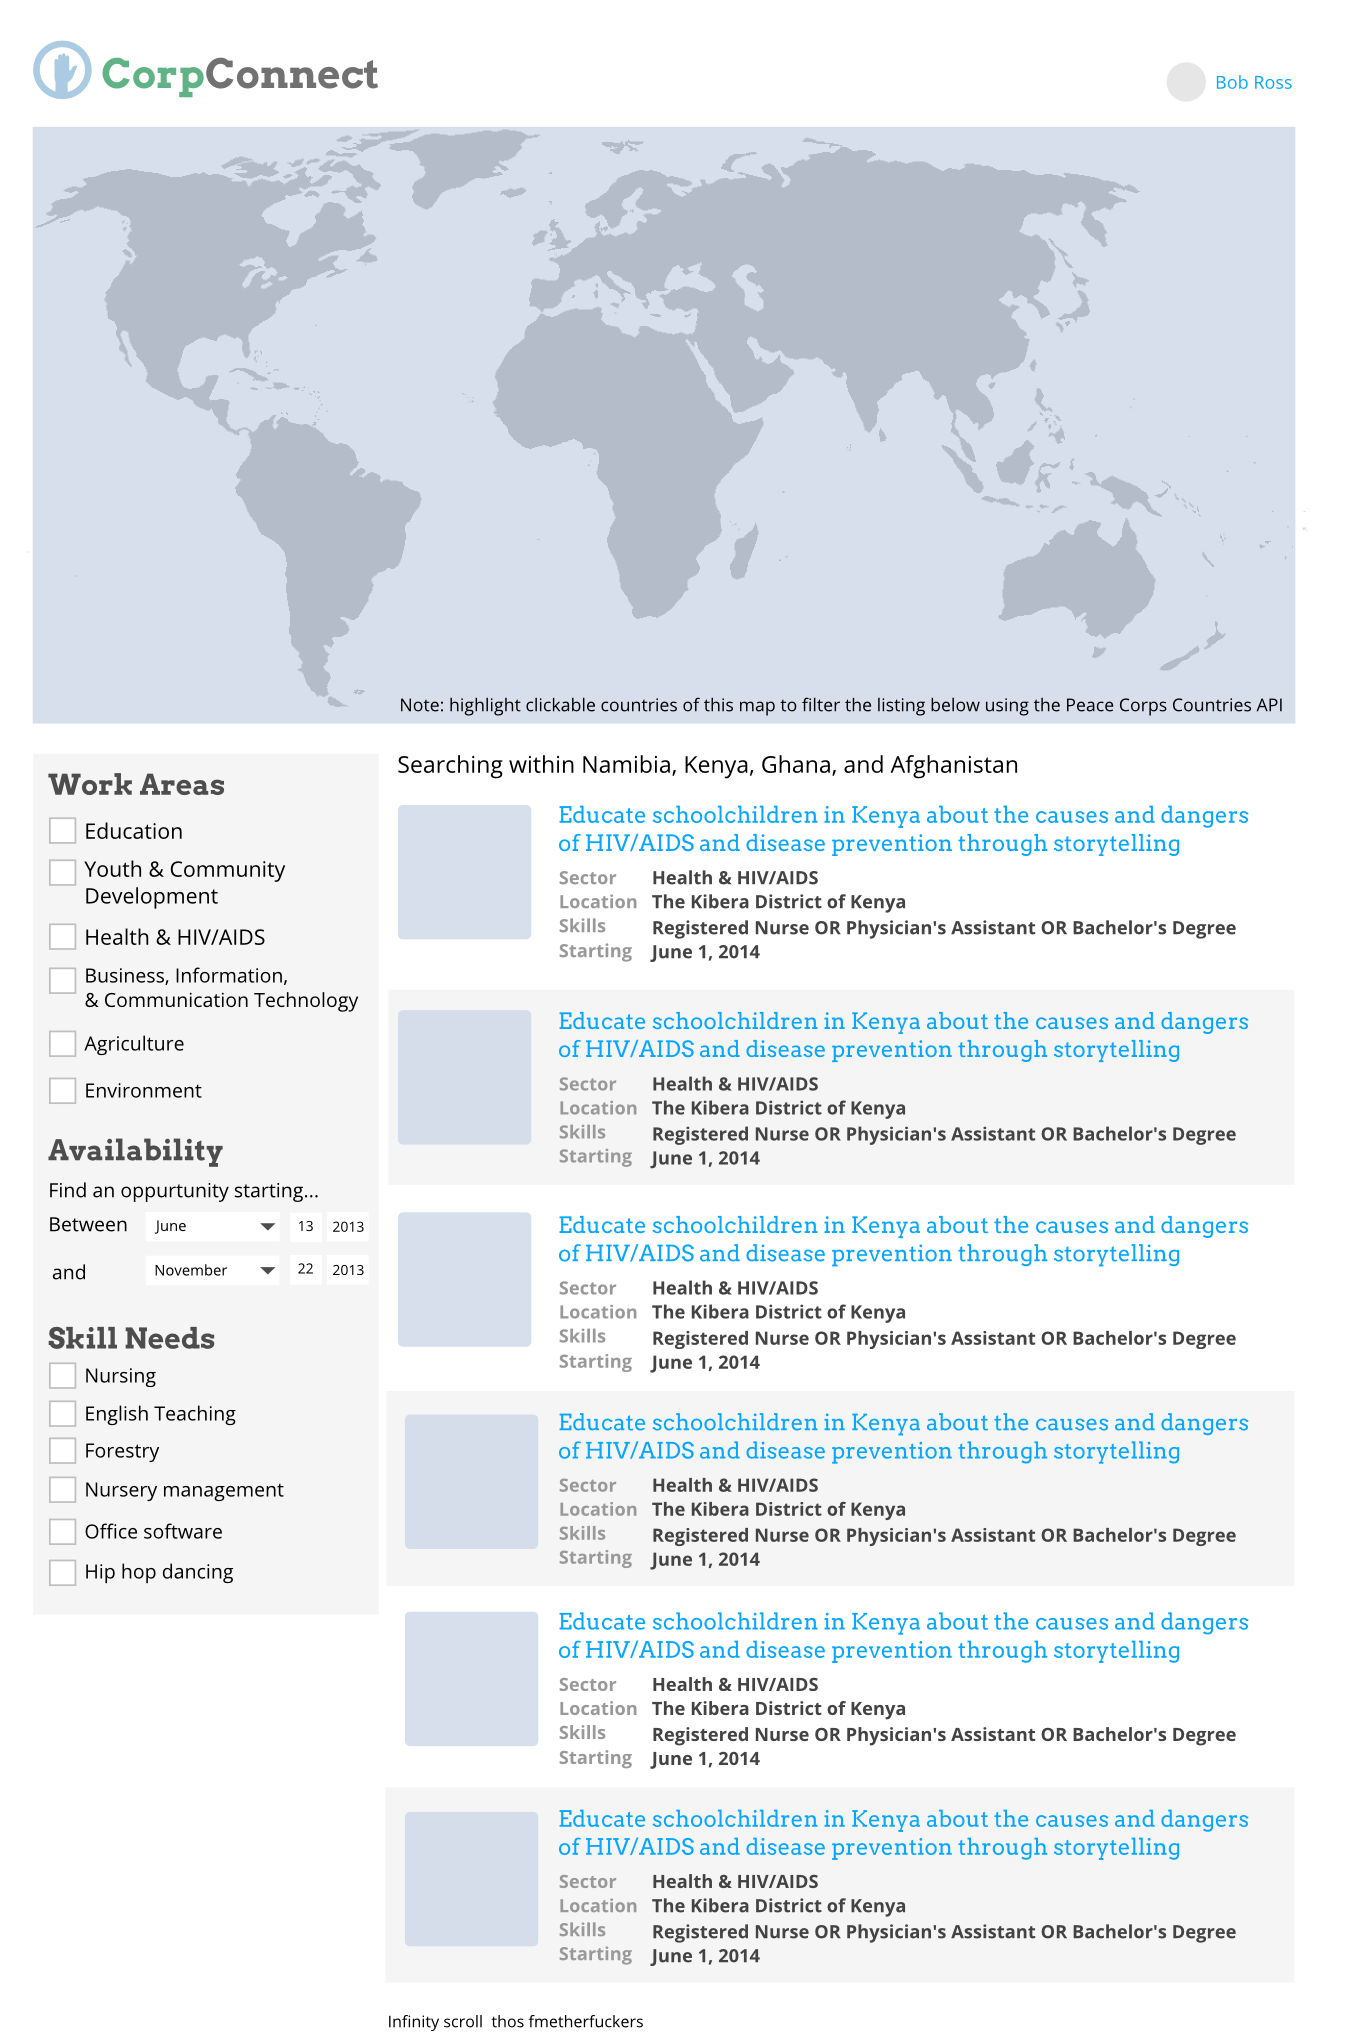 CorpConnect
Bob Ross
Note: highlight clickable countries of this map to filter the listing below using the Peace Corps Countries API
Work Areas
Education
Youth & Community
Development
Health & HIV/AIDS
Business, Information,
& Communication Technology
Agriculture
Environment
Availability
Find an oppurtunity starting...
Between June 13 2013
and November 22 2013
Skill Needs
Nursing
English Teaching
Forestry
Nursery management
Office software
Hip hop dancing
Searching within Namibia, Kenya, Ghana, and Afghanistan
Educate schoolchildren in Kenya about the causes and dangers
of HIV/AIDS and disease prevention through storytelling
Sector Health & HIV/AIDS
Location The Kibera District of Kenya
Skills Registered Nurse OR Physician's Assistant OR Bachelor's Degree
Starting June 1, 2014
Educate schoolchildren in Kenya about the causes and dangers
of HIV/AIDS and disease prevention through storytelling
Sector Health & HIV/AIDS
Location The Kibera District of Kenya
Skills Registered Nurse OR Physician's Assistant OR Bachelor's Degree
Starting June 1, 2014
Educate schoolchildren in Kenya about the causes and dangers
of HIV/AIDS and disease prevention through storytelling
Sector Health & HIV/AIDS
Location The Kibera District of Kenya
Skills Registered Nurse OR Physician's Assistant OR Bachelor's Degree
Starting June 1, 2014
Educate schoolchildren in Kenya about the causes and dangers
of HIV/AIDS and disease prevention through storytelling
Sector Health & HIV/AIDS
Location The Kibera District of Kenya
Skills Registered Nurse OR Physician's Assistant OR Bachelor's Degree
Starting June 1, 2014
Educate schoolchildren in Kenya about the causes and dangers
of HIV/AIDS and disease prevention through storytelling
Sector Health & HIV/AIDS
Location The Kibera District of Kenya
Skills Registered Nurse OR Physician's Assistant OR Bachelor's Degree
Starting June 1, 2014
Educate schoolchildren in Kenya about the causes and dangers
of HIV/AIDS and disease prevention through storytelling
Sector Health & HIV/AIDS
Location The Kibera District of Kenya
Skills Registered Nurse OR Physician's Assistant OR Bachelor's Degree
Starting June 1, 2014
Infinity scroll  thos fmetherfuckers